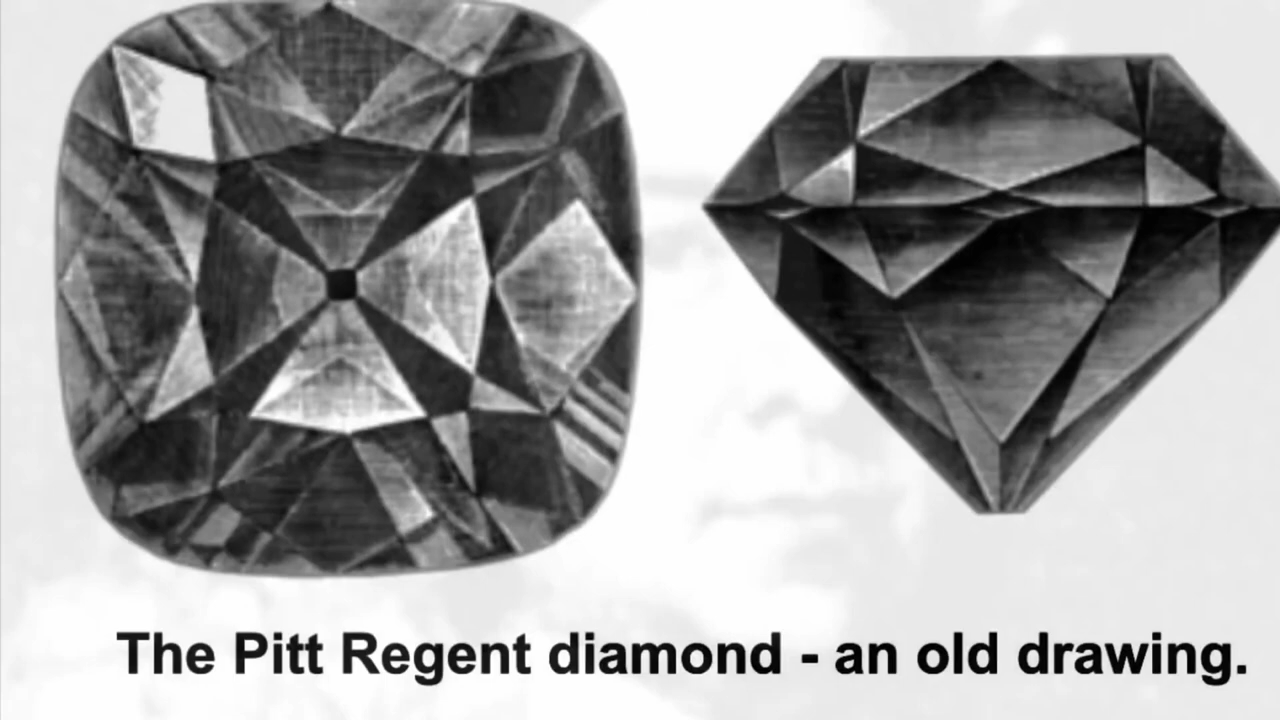 The Pitt Regent diamond - an old drawing.